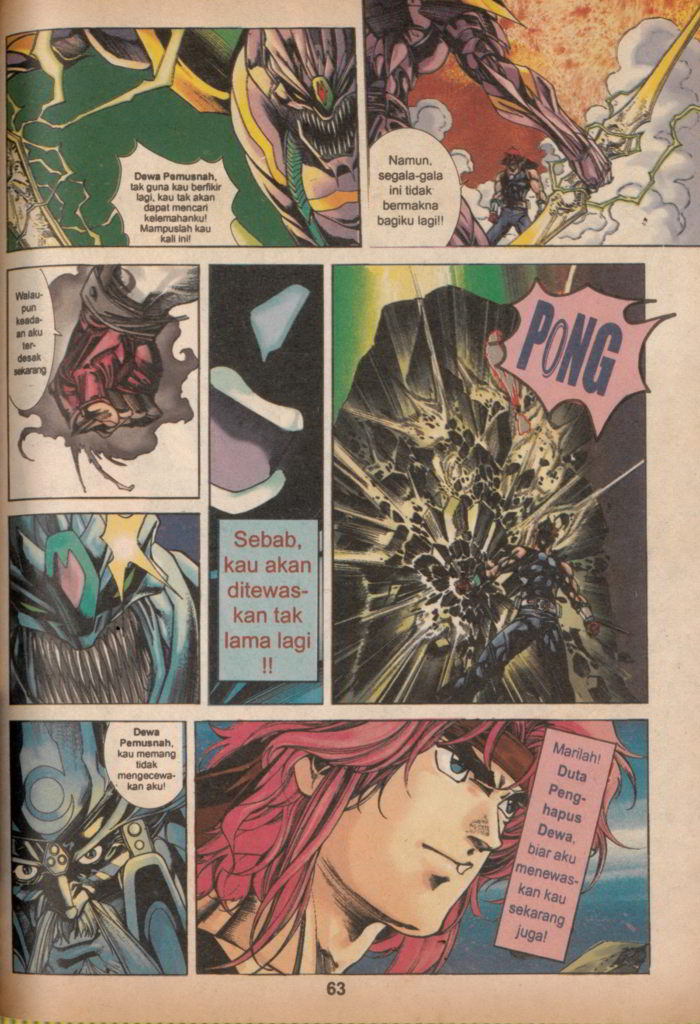 Dewa Pemusnah,
tak guna kau berfikir
lagi, kau tak akan
dapat mencari
kelemahanku!
Mampuslah kau
kali ini!
Namun,
segala-gala
ini tidak
bermakna
bagiku lagi!!
Walau-
pun
keada-
an aku
ter-
desak
sekarang
Sebab,
kau akan
ditewas-
kan tak
lama lagi
!!
PONG
Dewa
Pemusnah,
kau memang
tidak
mengecewa-
kan aku!
Marilah!
Duta
Peng-
hapus
Dewa,
biar aku
menewas-
kan kau
sekarang
juga!
63